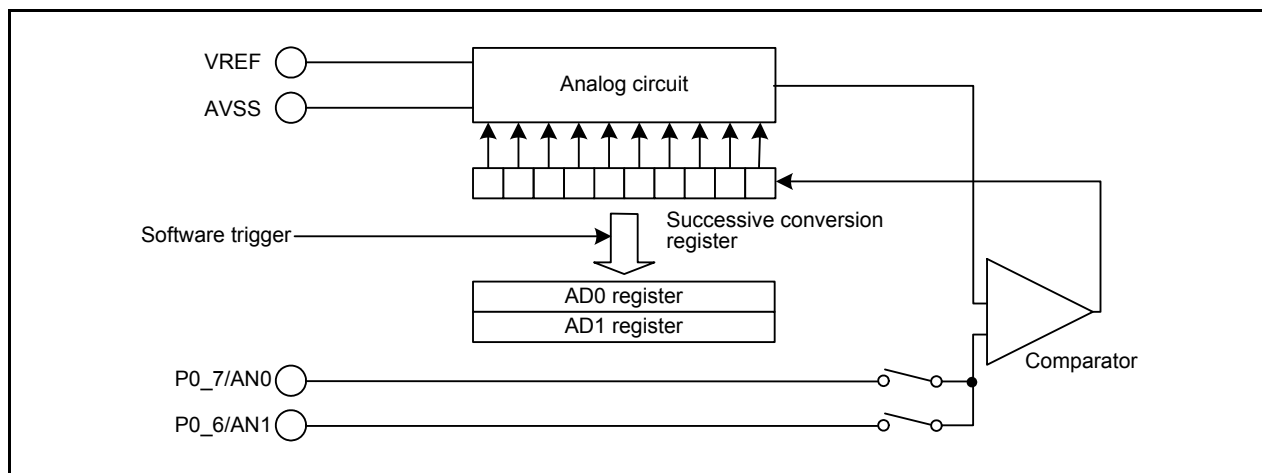 VREF
AVSS
Analog circuit
Successive conversion
register
Software trigger
AD0 register
AD1 register
Comparator
P0_7/AN0
P0_6/AN1